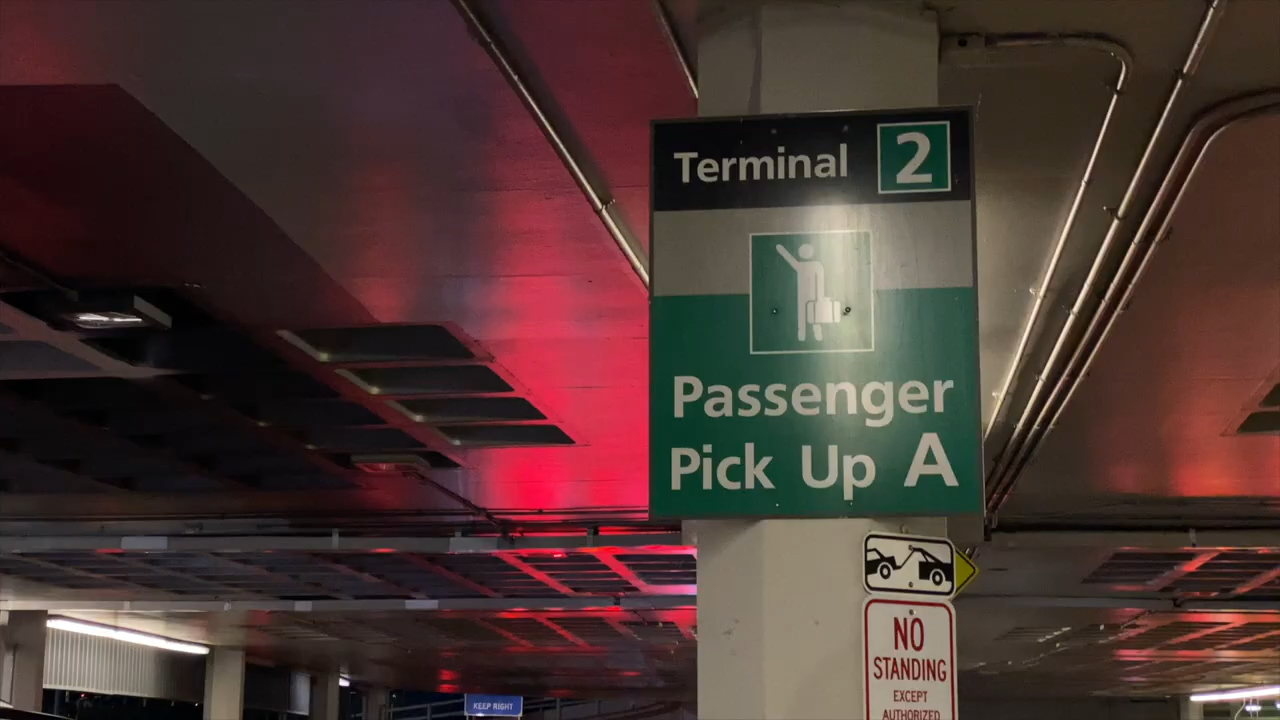 Terminal 2
Passenger
Pick Up A
NO
STANDING
EXCEPT
AUTHORIZED
KEEP RIGHT